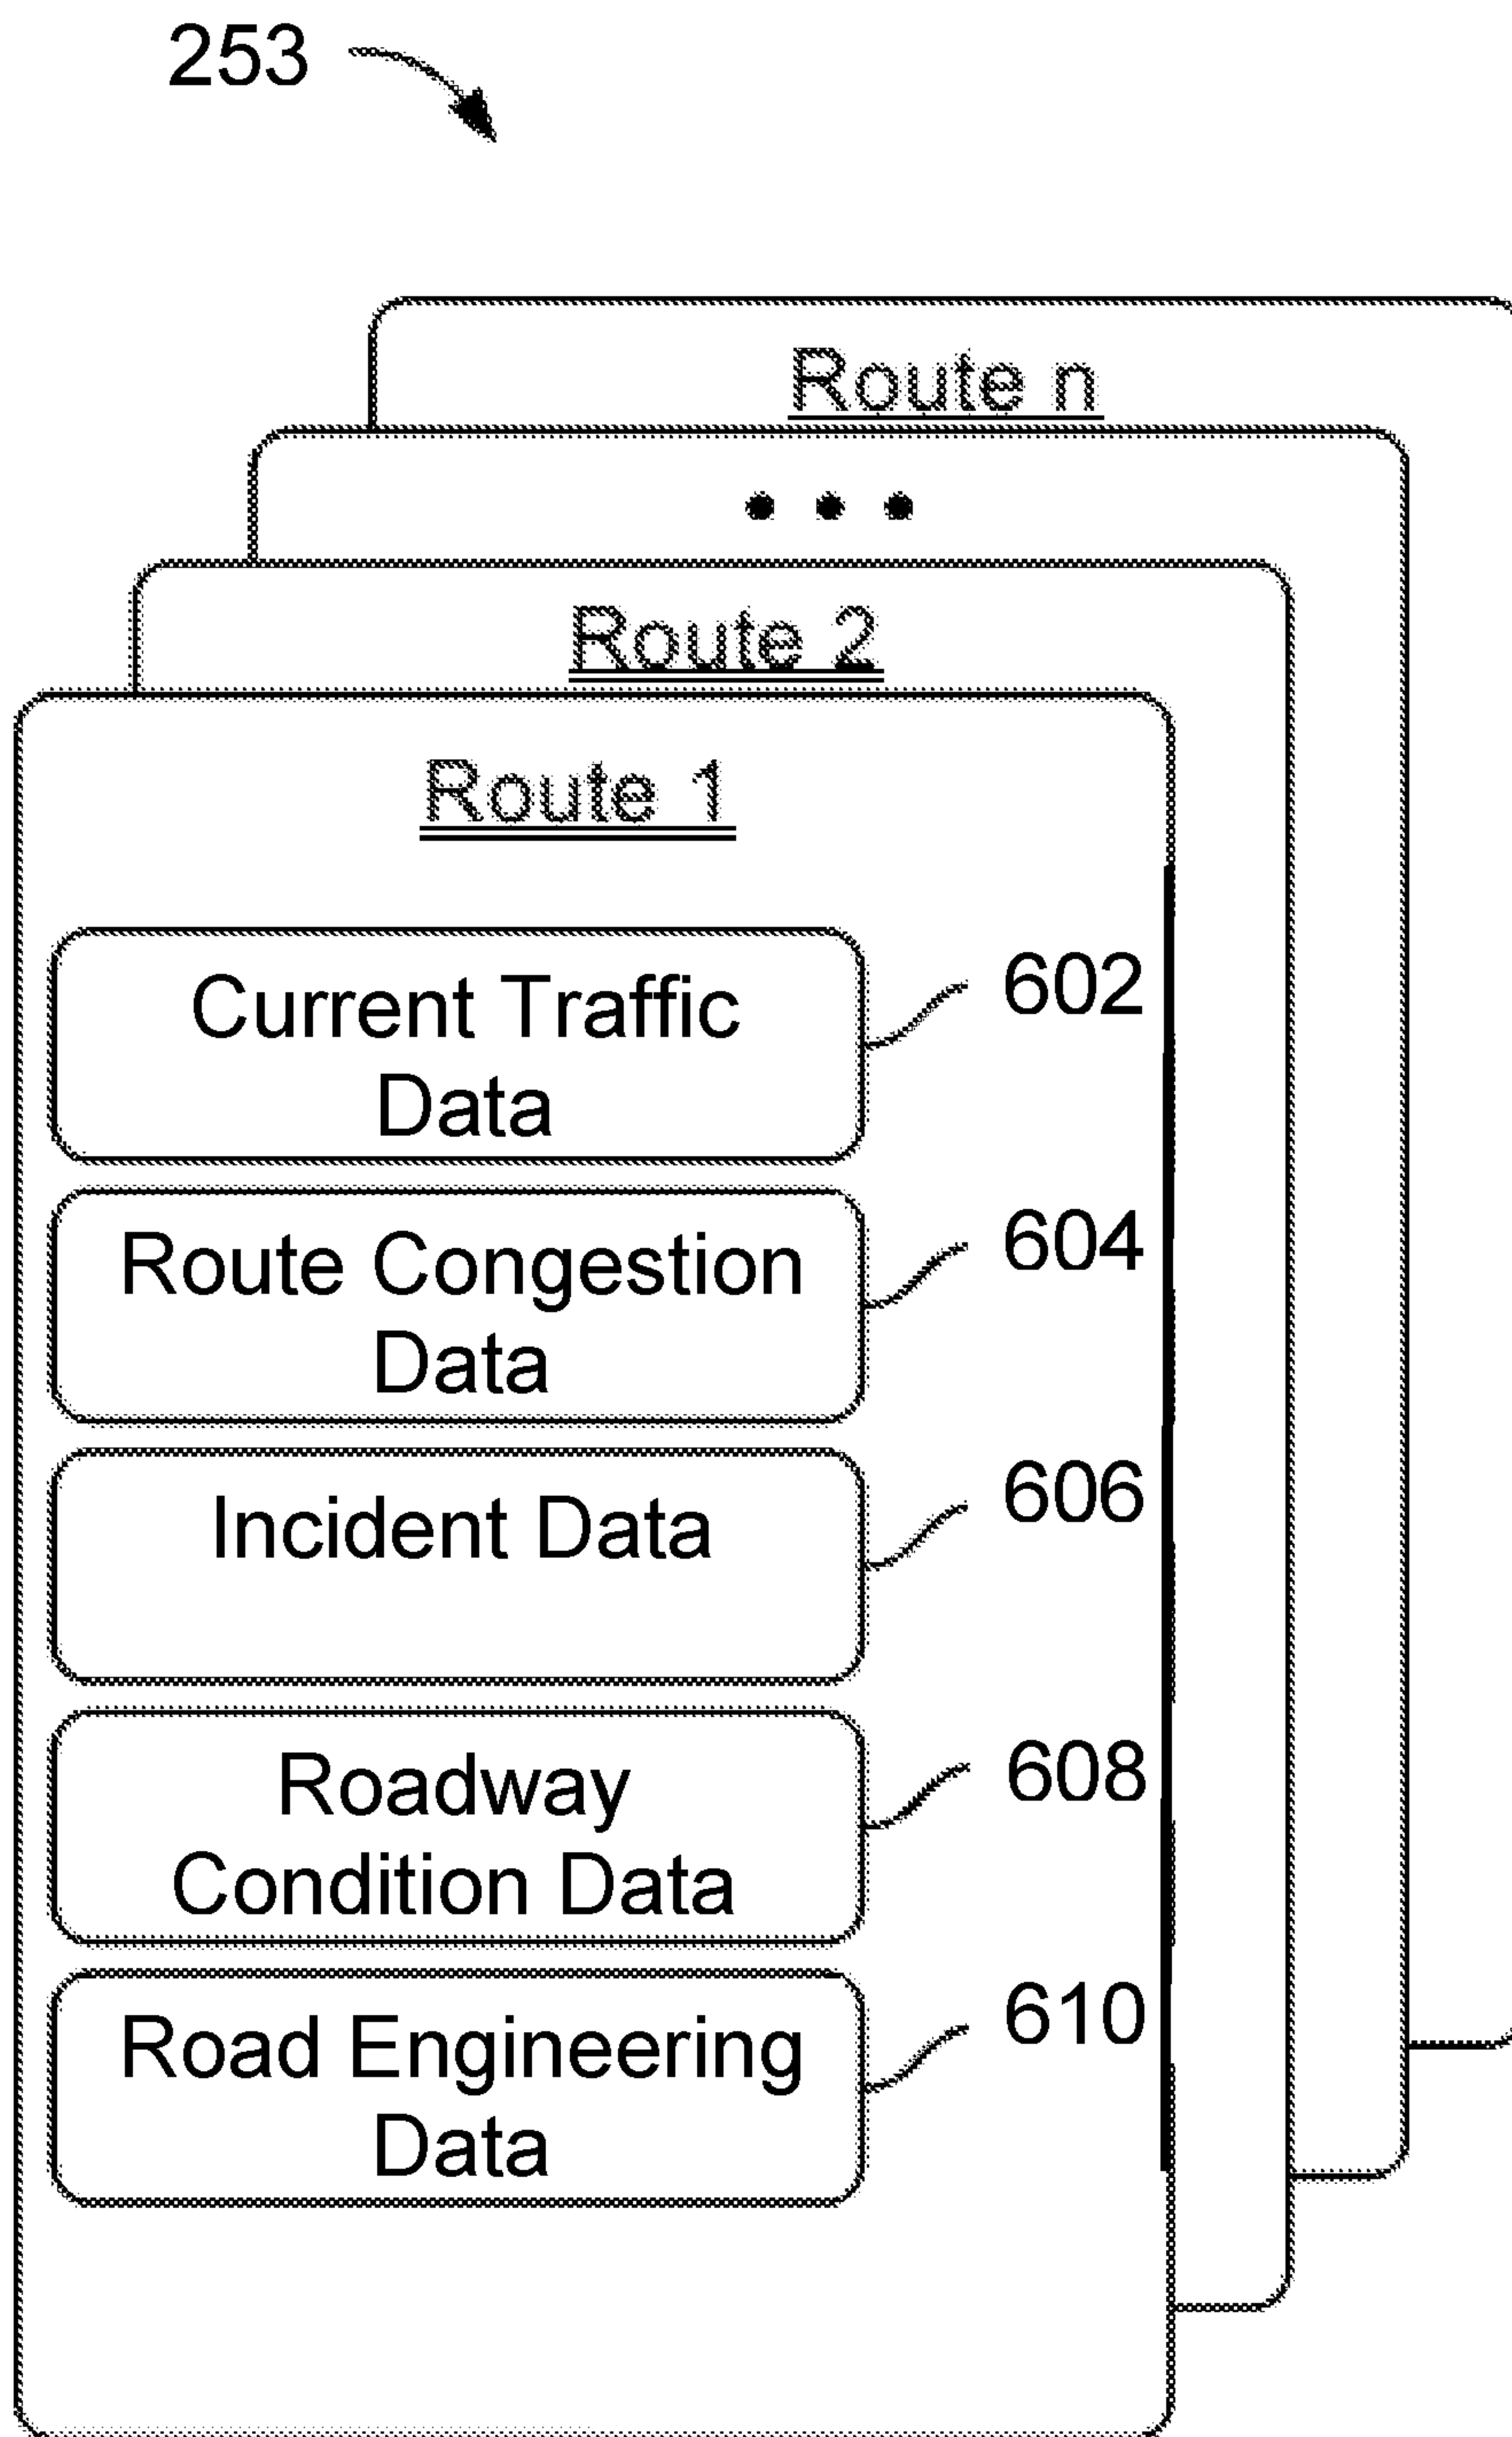 253
Route n
• • •
Route 2
Route 1
Current Traffic
Data
602
Route Congestion
Data
604
Incident Data
606
Roadway
Condition Data
608
Road Engineering
Data
610